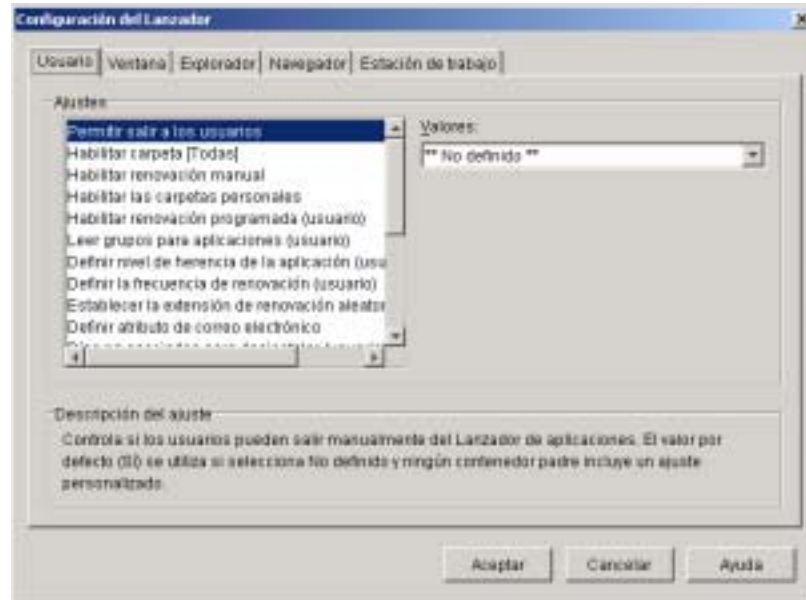 Configuración del Lanzador
Usuario
Ventana
Explorador
Navegador
Estación de trabajo
Ajustes
Permitir salir a los usuarios
Habilitar carpeta [Todas]
Habilitar renovación manual
Habilitar las carpetas personales
Habilitar renovación programada (usuario)
Leer grupos para aplicaciones (usuario)
Definir nivel de herencia de la aplicación (usu
Definir la frecuencia de renovación (usuario)
Establecer la extensión de renovación aleator
Definir atributo de correo electrónico
Valores:
** No definido **
Descripción del ajuste
Controla si los usuarios pueden salir manualmente del Lanzador de aplicaciones. El valor por
defecto (Sí) se utiliza si selecciona No definido y ningún contenedor padre incluye un ajuste
personalizado.
Aceptar
Cancelar
Ayuda